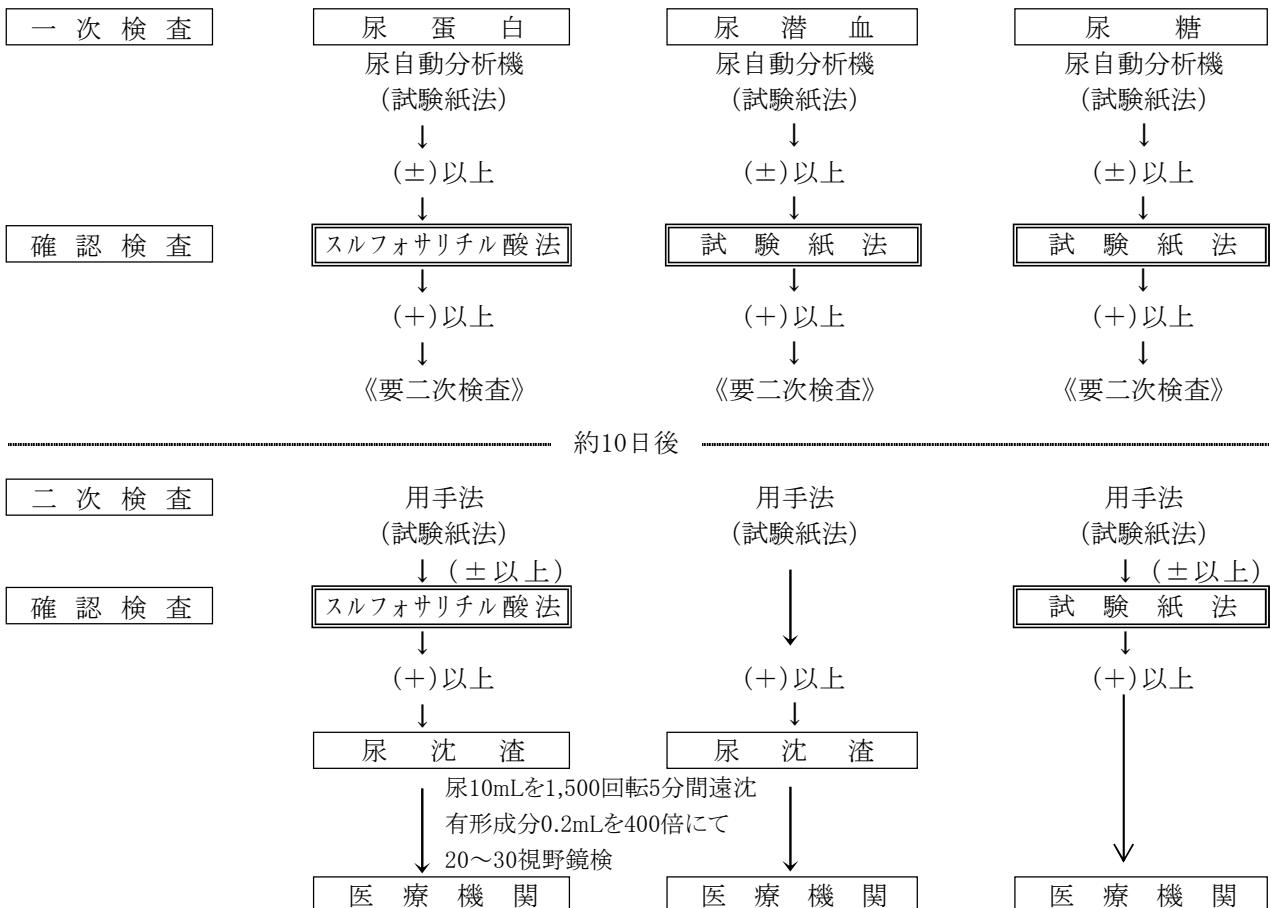 一次検査 尿蛋白 尿潜血 尿糖
尿自動分析機 尿自動分析機 尿自動分析機
(試験紙法) (試験紙法) (試験紙法)
↓ ↓ ↓
(±)以上 (±)以上 (±)以上
↓ ↓ ↓
確認検査 スルフォサリチル酸法 試験紙法 試験紙法
↓ ↓ ↓
(+)以上 (+)以上 (+)以上
↓ ↓ ↓
《要二次検査》 《要二次検査》 《要二次検査》
約10日後
二次検査 用手法 用手法 用手法
(試験紙法) (試験紙法) (試験紙法)
↓(±以上) ↓ ↓(±以上)
確認検査 スルフォサリチル酸法 試験紙法
↓ ↓
(+)以上 (+)以上 (+)以上
↓ ↓ ↓
尿沈渣 尿沈渣
尿10mLを1,500回転5分間遠沈
有形成分0.2mLを400倍にて
20～30視野鏡検
医療機関 医療機関 医療機関